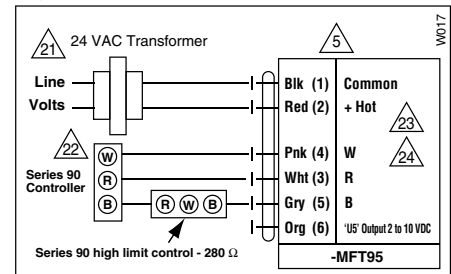 21 24 VAC Transformer
5
W017
Line
Volts
Blk (1) Common
Red (2) + Hot
23
22
Series 90
Controller
W
R
B
Pnk (4) W
24
Wht (3) R
R W B
Gry (5) B
Org (6) 'U5' Output 2 to 10 VDC
Series 90 high limit control - 280 Ω
-MFT95